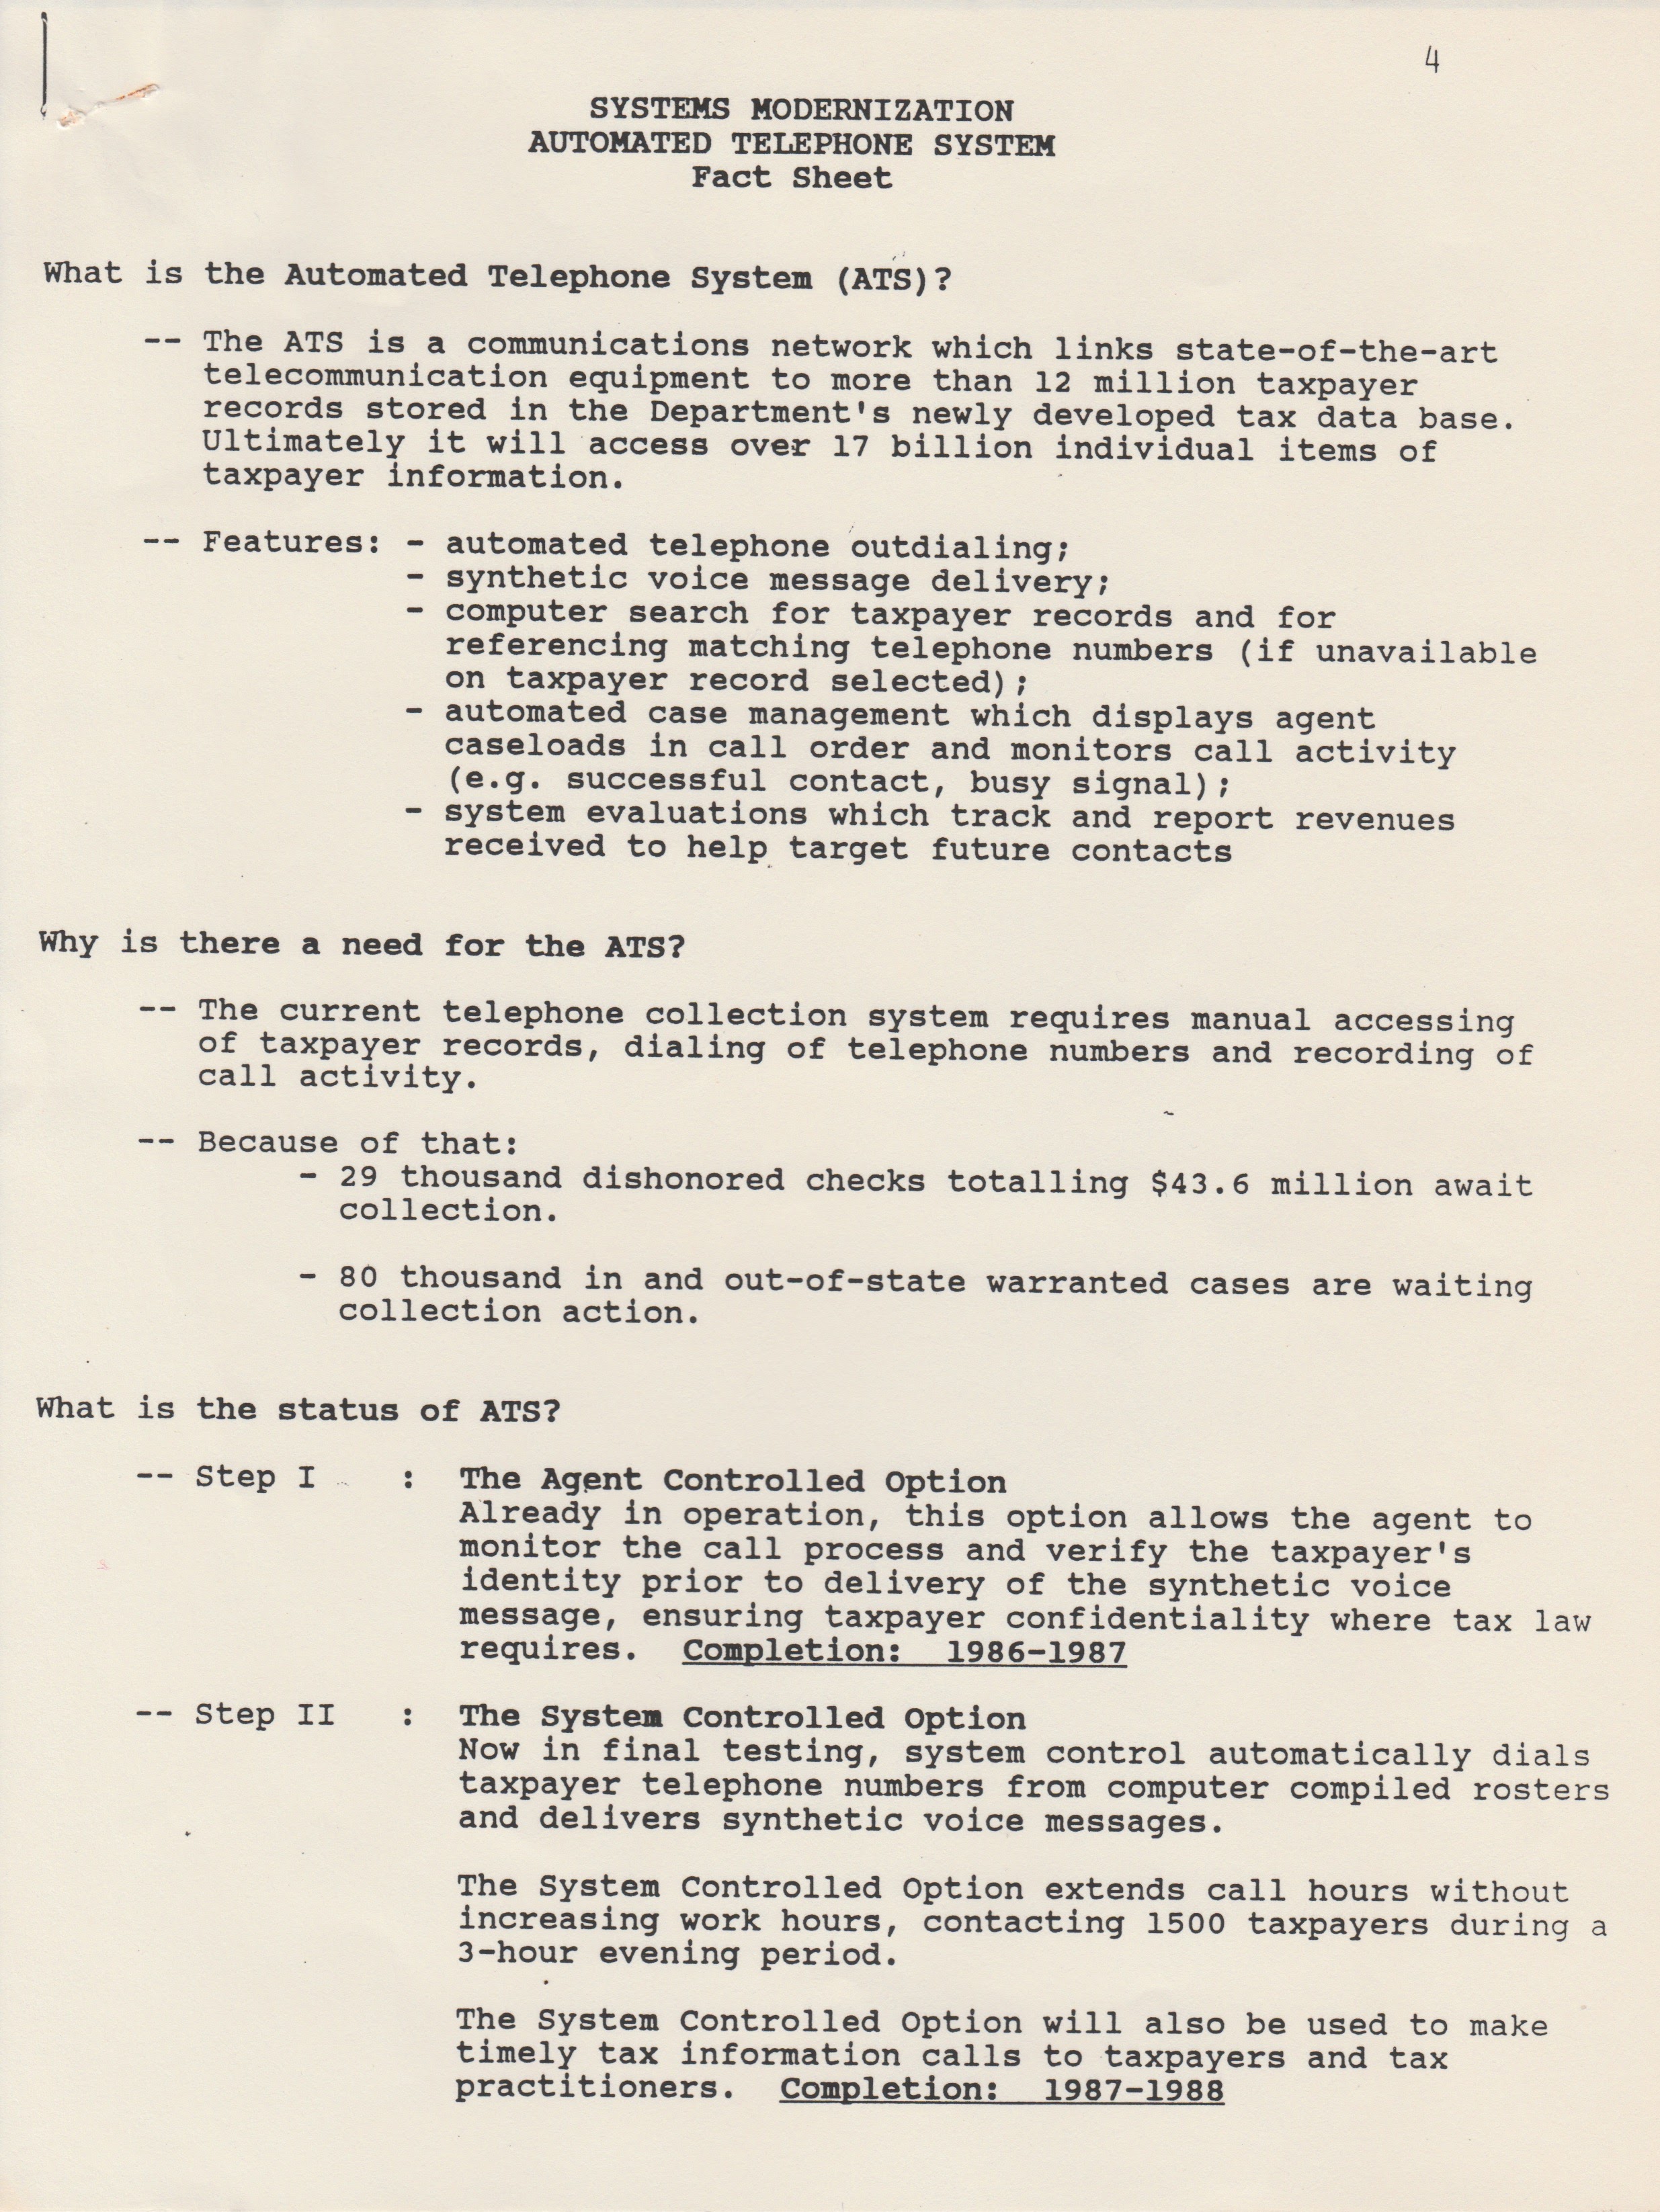 4
SYSTEMS MODERNIZATION
AUTOMATED TELEPHONE SYSTEM
Fact Sheet
What is the Automated Telephone System (ATS)?
-- The ATS is a communications network which links state-of-the-art
telecommunication equipment to more than 12 million taxpayer
records stored in the Department's newly developed tax data base.
Ultimately it will access over 17 billion individual items of
taxpayer information.
-- Features: - automated telephone outdialing;
- synthetic voice message delivery;
- computer search for taxpayer records and for
referencing matching telephone numbers (if unavailable
on taxpayer record selected);
- automated case management which displays agent
caseloads in call order and monitors call activity
(e.g. successful contact, busy signal);
- system evaluations which track and report revenues
received to help target future contacts
Why is there a need for the ATS?
-- The current telephone collection system requires manual accessing
of taxpayer records, dialing of telephone numbers and recording of
call activity.
-- Because of that:
- 29 thousand dishonored checks totalling $43.6 million await
collection.
- 80 thousand in and out-of-state warranted cases are waiting
collection action.
What is the status of ATS?
-- Step I : The Agent Controlled Option
Already in operation, this option allows the agent to
monitor the call process and verify the taxpayer's
identity prior to delivery of the synthetic voice
message, ensuring taxpayer confidentiality where tax law
requires. Completion: 1986-1987
-- Step II : The System Controlled Option
Now in final testing, system control automatically dials
taxpayer telephone numbers from computer compiled rosters
and delivers synthetic voice messages.
The System Controlled Option extends call hours without
increasing work hours, contacting 1500 taxpayers during a
3-hour evening period.
The System Controlled Option will also be used to make
timely tax information calls to taxpayers and tax
practitioners. Completion: 1987-1988